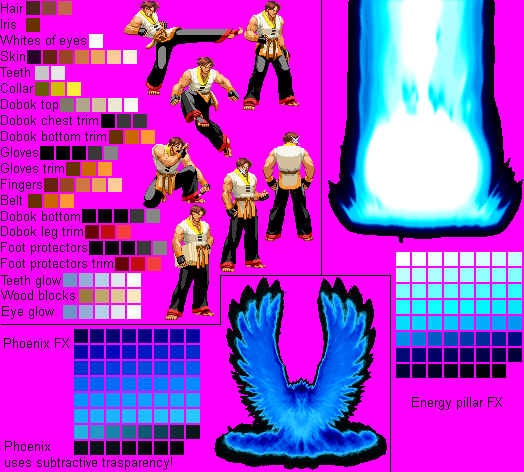 Hair
Iris
Whites of eyes
Skin
Teeth
Collar
Dobok top
Dobok chest trim
Dobok bottom trim
Gloves
Gloves trim
Fingers
Belt
Dobok bottom
Dobok leg trim
Foot protectors
Foot protectors trim
Teeth glow
Wood blocks
Eye glow
Phoenix FX
Energy pillar FX
Phoenix
uses subtractive trasparency!